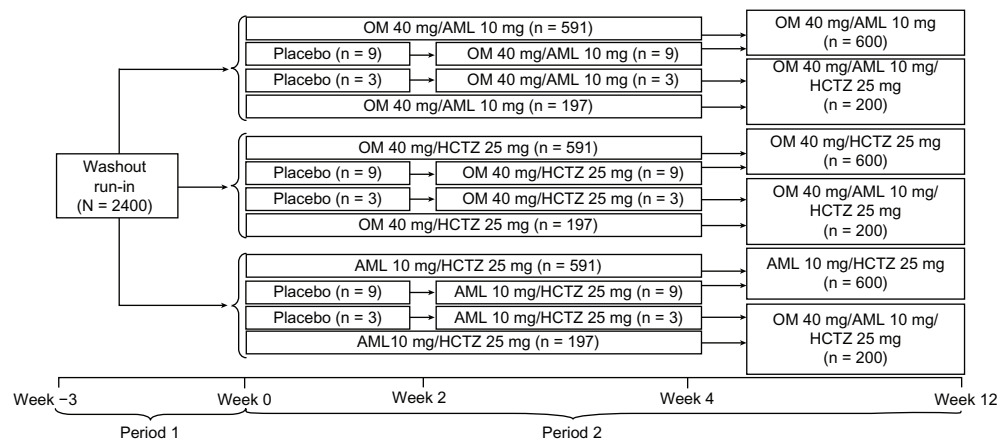 OM 40 mg/AML 10 mg (n = 591)
Placebo (n = 9)
OM 40 mg/AML 10 mg (n = 9)
Placebo (n = 3)
OM 40 mg/AML 10 mg (n = 3)
OM 40 mg/AML 10 mg (n = 197)
OM 40 mg/AML 10 mg
(n = 600)
OM 40 mg/AML 10 mg/
HCTZ 25 mg
(n = 200)
Washout
run-in
(N = 2400)
OM 40 mg/HCTZ 25 mg (n = 591)
Placebo (n = 9)
OM 40 mg/HCTZ 25 mg (n = 9)
Placebo (n = 3)
OM 40 mg/HCTZ 25 mg (n = 3)
OM 40 mg/HCTZ 25 mg (n = 197)
OM 40 mg/HCTZ 25 mg
(n = 600)
OM 40 mg/AML 10 mg/
HCTZ 25 mg
(n = 200)
AML 10 mg/HCTZ 25 mg (n = 591)
Placebo (n = 9)
AML 10 mg/HCTZ 25 mg (n = 9)
Placebo (n = 3)
AML 10 mg/HCTZ 25 mg (n = 3)
AML10 mg/HCTZ 25 mg (n = 197)
AML 10 mg/HCTZ 25 mg
(n = 600)
OM 40 mg/AML 10 mg/
HCTZ 25 mg
(n = 200)
Week −3
Week 0
Week 2
Week 4
Week 12
Period 1
Period 2